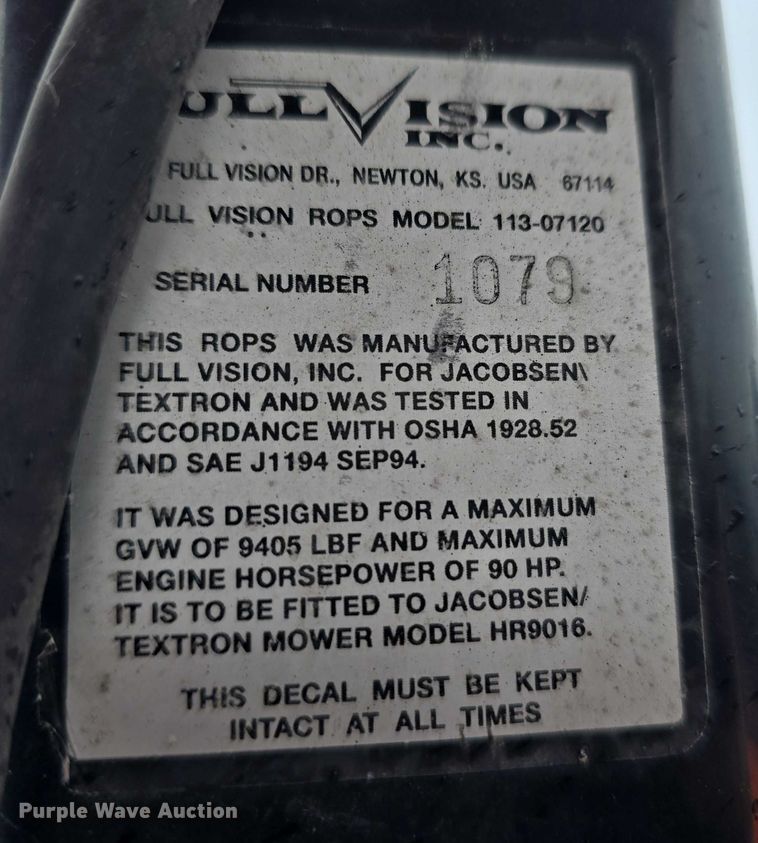 ULL VISION
INC.
FULL VISION DR., NEWTON, KS. USA 67114
ULL VISION ROPS MODEL 113-07120
SERIAL NUMBER 1079
THIS ROPS WAS MANUFACTURED BY
FULL VISION, INC. FOR JACOBSEN\
TEXTRON AND WAS TESTED IN
ACCORDANCE WITH OSHA 1928.52
AND SAE J1194 SEP94.
IT WAS DESIGNED FOR A MAXIMUM
GVW OF 9405 LBF AND MAXIMUM
ENGINE HORSEPOWER OF 90 HP.
IT IS TO BE FITTED TO JACOBSEN/
TEXTRON MOWER MODEL HR9016.
THIS DECAL MUST BE KEPT
INTACT AT ALL TIMES
Purple Wave Auction